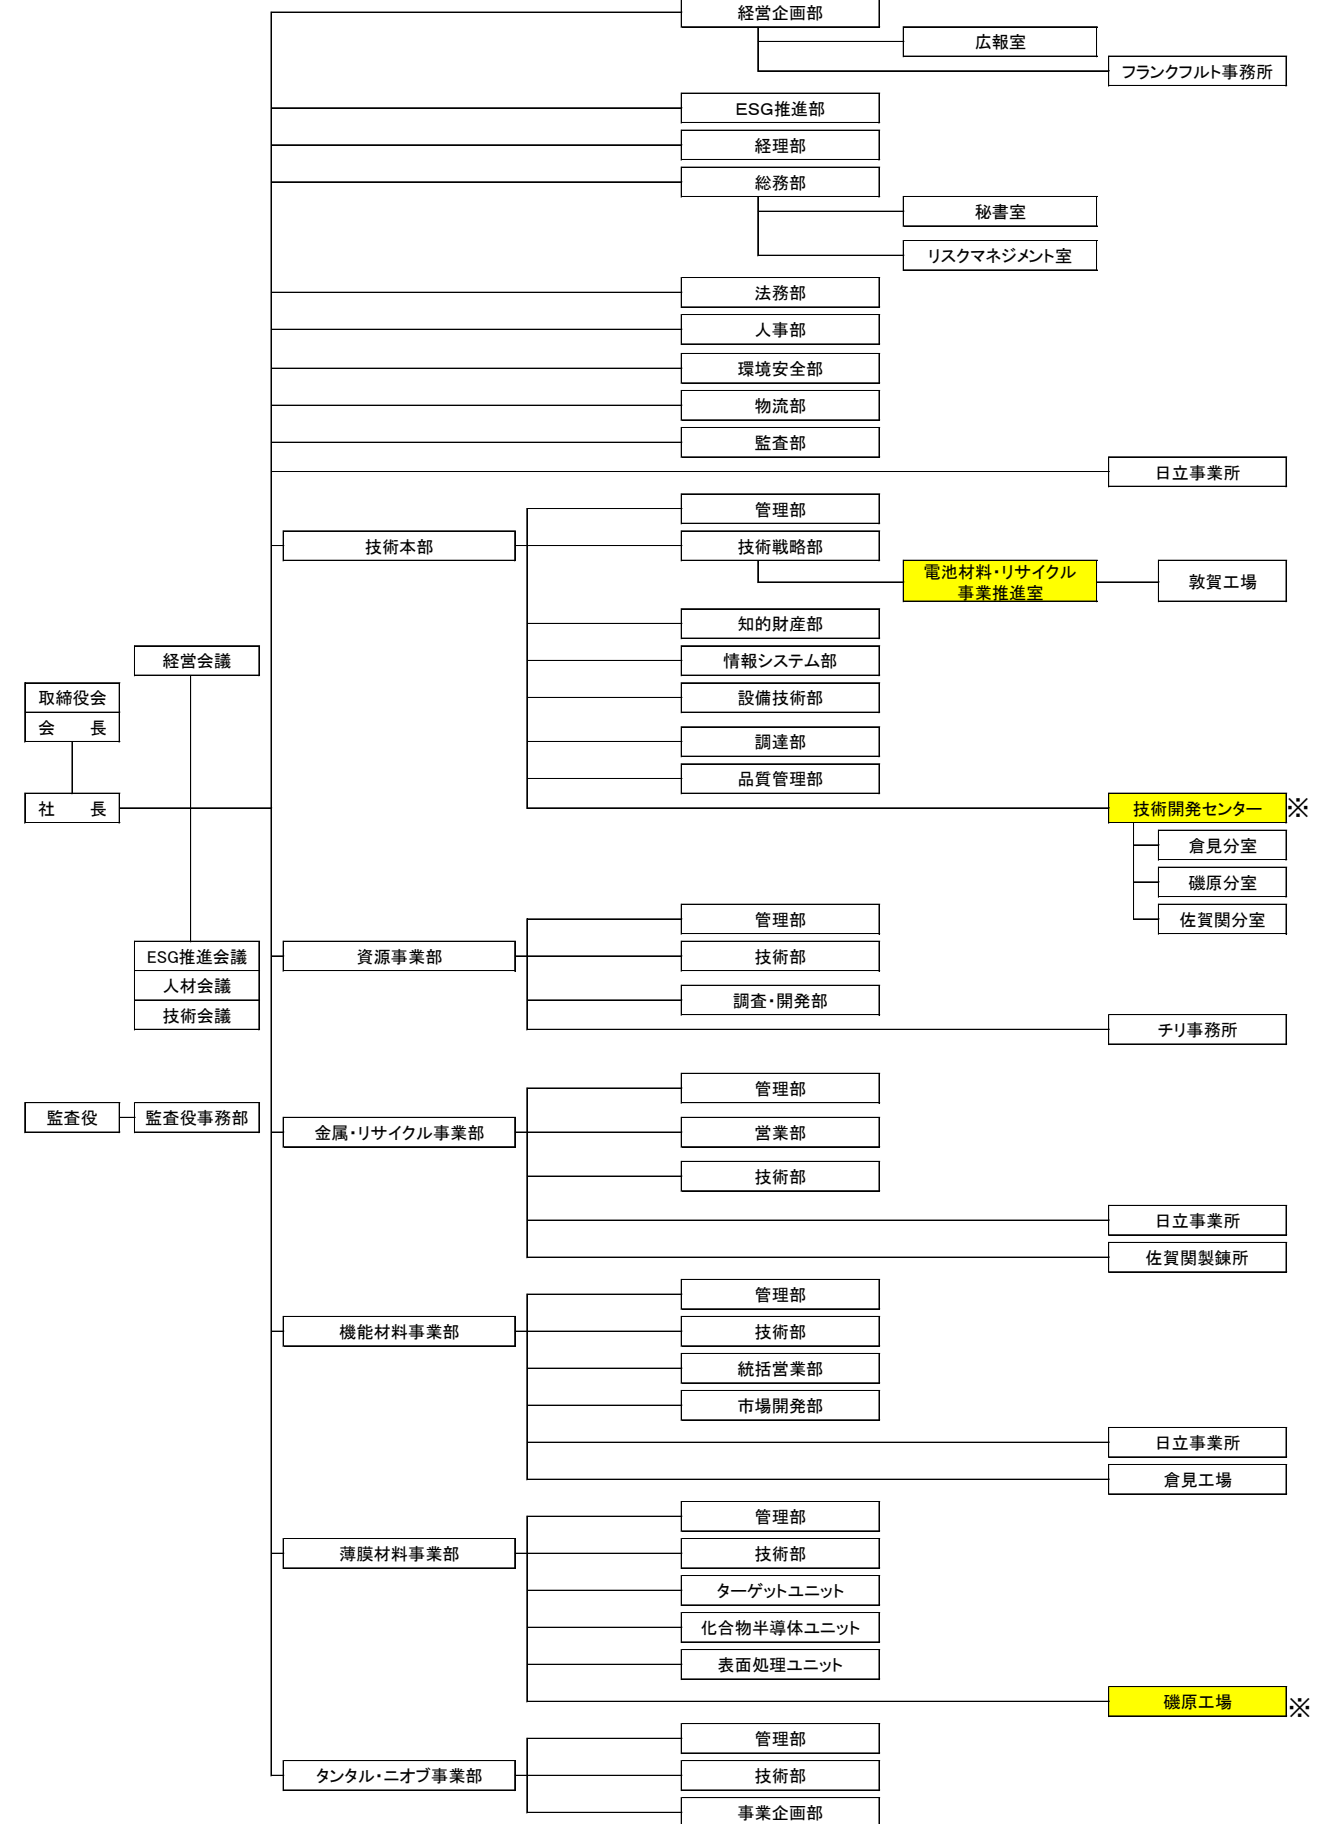 経営企画部
広報室
フランクフルト事務所
ESG推進部
経理部
総務部
秘書室
リスクマネジメント室
法務部
人事部
環境安全部
物流部
監査部
日立事業所
管理部
技術本部
技術戦略部
電池材料・リサイクル
事業推進室
敦賀工場
知的財産部
経営会議
情報システム部
取締役会
設備技術部
会　　長
調達部
品質管理部
社　　長
技術開発センター※
倉見分室
磯原分室
管理部
佐賀関分室
ESG推進会議
資源事業部
技術部
人材会議
調査・開発部
技術会議
チリ事務所
管理部
監査役
監査役事務部
金属・リサイクル事業部
営業部
技術部
日立事業所
佐賀関製錬所
管理部
機能材料事業部
技術部
統括営業部
市場開発部
日立事業所
倉見工場
管理部
薄膜材料事業部
技術部
ターゲットユニット
化合物半導体ユニット
表面処理ユニット
磯原工場※
管理部
タンタル・ニオブ事業部
技術部
事業企画部